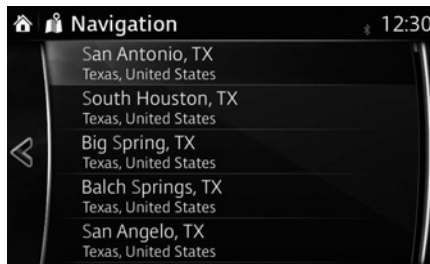 Navigation
12:30
San Antonio, TX
Texas, United States
South Houston, TX
Texas, United States
Big Spring, TX
Texas, United States
Balch Springs, TX
Texas, United States
San Angelo, TX
Texas, United States